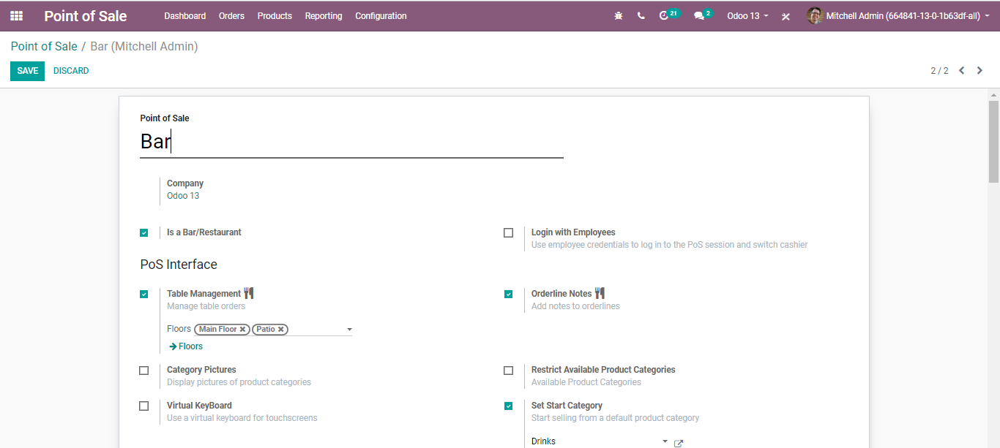 Point of Sale Dashboard Orders Products Reporting Configuration 21 2 Odoo 13 Mitchell Admin (664841-13-0-1b63df-all)
Point of Sale / Bar (Mitchell Admin)
SAVE DISCARD 2 / 2
Point of Sale
Bar
Company
Odoo 13
Is a Bar/Restaurant
Login with Employees
Use employee credentials to log in to the PoS session and switch cashier
PoS Interface
Table Management
Manage table orders
Floors Main Floor × Patio ×
Floors
Orderline Notes
Add notes to orderlines
Category Pictures
Display pictures of product categories
Restrict Available Product Categories
Available Product Categories
Virtual KeyBoard
Use a virtual keyboard for touchscreens
Set Start Category
Start selling from a default product category
Drinks